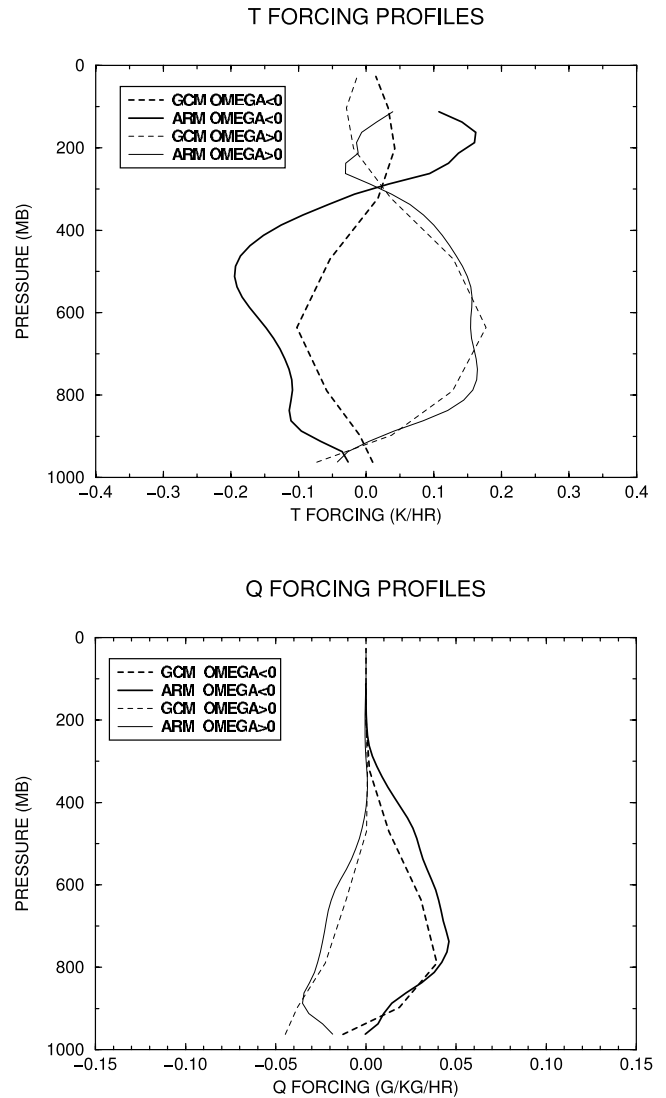 T FORCING PROFILES
0
200
400
600
800
1000
PRESSURE (MB)
GCM OMEGA<0
ARM OMEGA<0
GCM OMEGA>0
ARM OMEGA>0
−0.4 −0.3 −0.2 −0.1 0.0 0.1 0.2 0.3 0.4
T FORCING (K/HR)
Q FORCING PROFILES
0
200
400
600
800
1000
PRESSURE (MB)
GCM OMEGA<0
ARM OMEGA<0
GCM OMEGA>0
ARM OMEGA>0
−0.15 −0.10 −0.05 0.00 0.05 0.10 0.15
Q FORCING (G/KG/HR)